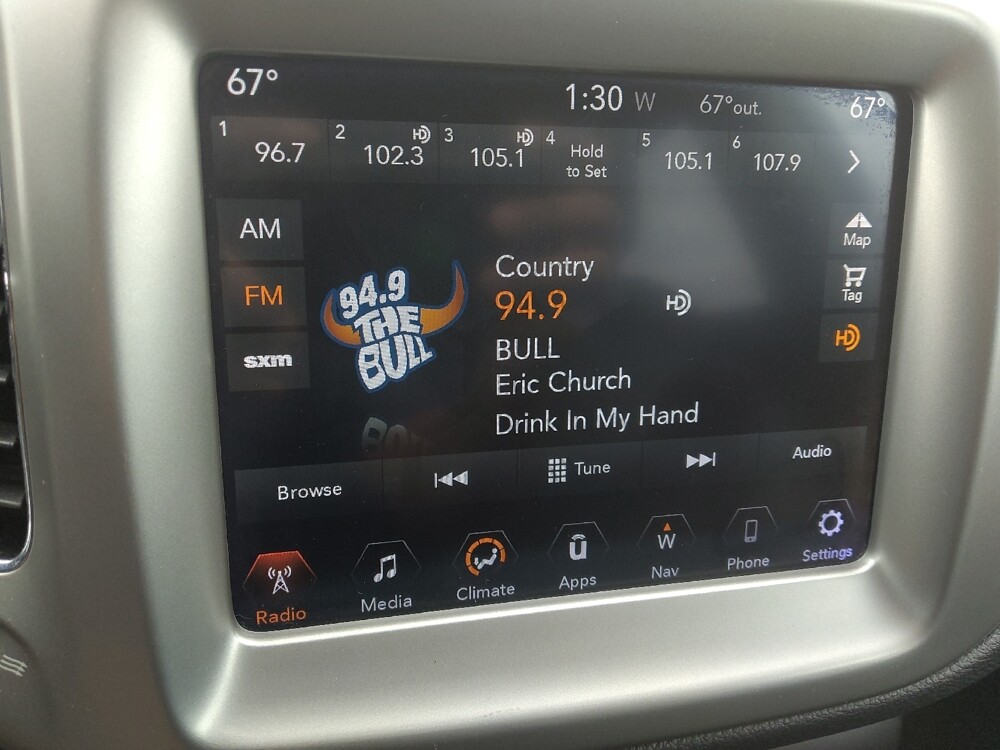 67° 1:30 W 67°out. 67°
1 96.7 2 102.3 HD 3 105.1 HD 4 Hold to Set 5 105.1 6 107.9
AM
FM
sxm
94.9
THE
BULL
Country
94.9 HD
BULL
Eric Church
Drink In My Hand
Map
Tag
HD
Browse Tune Audio
Radio Media Climate Apps Nav Phone Settings
u
W